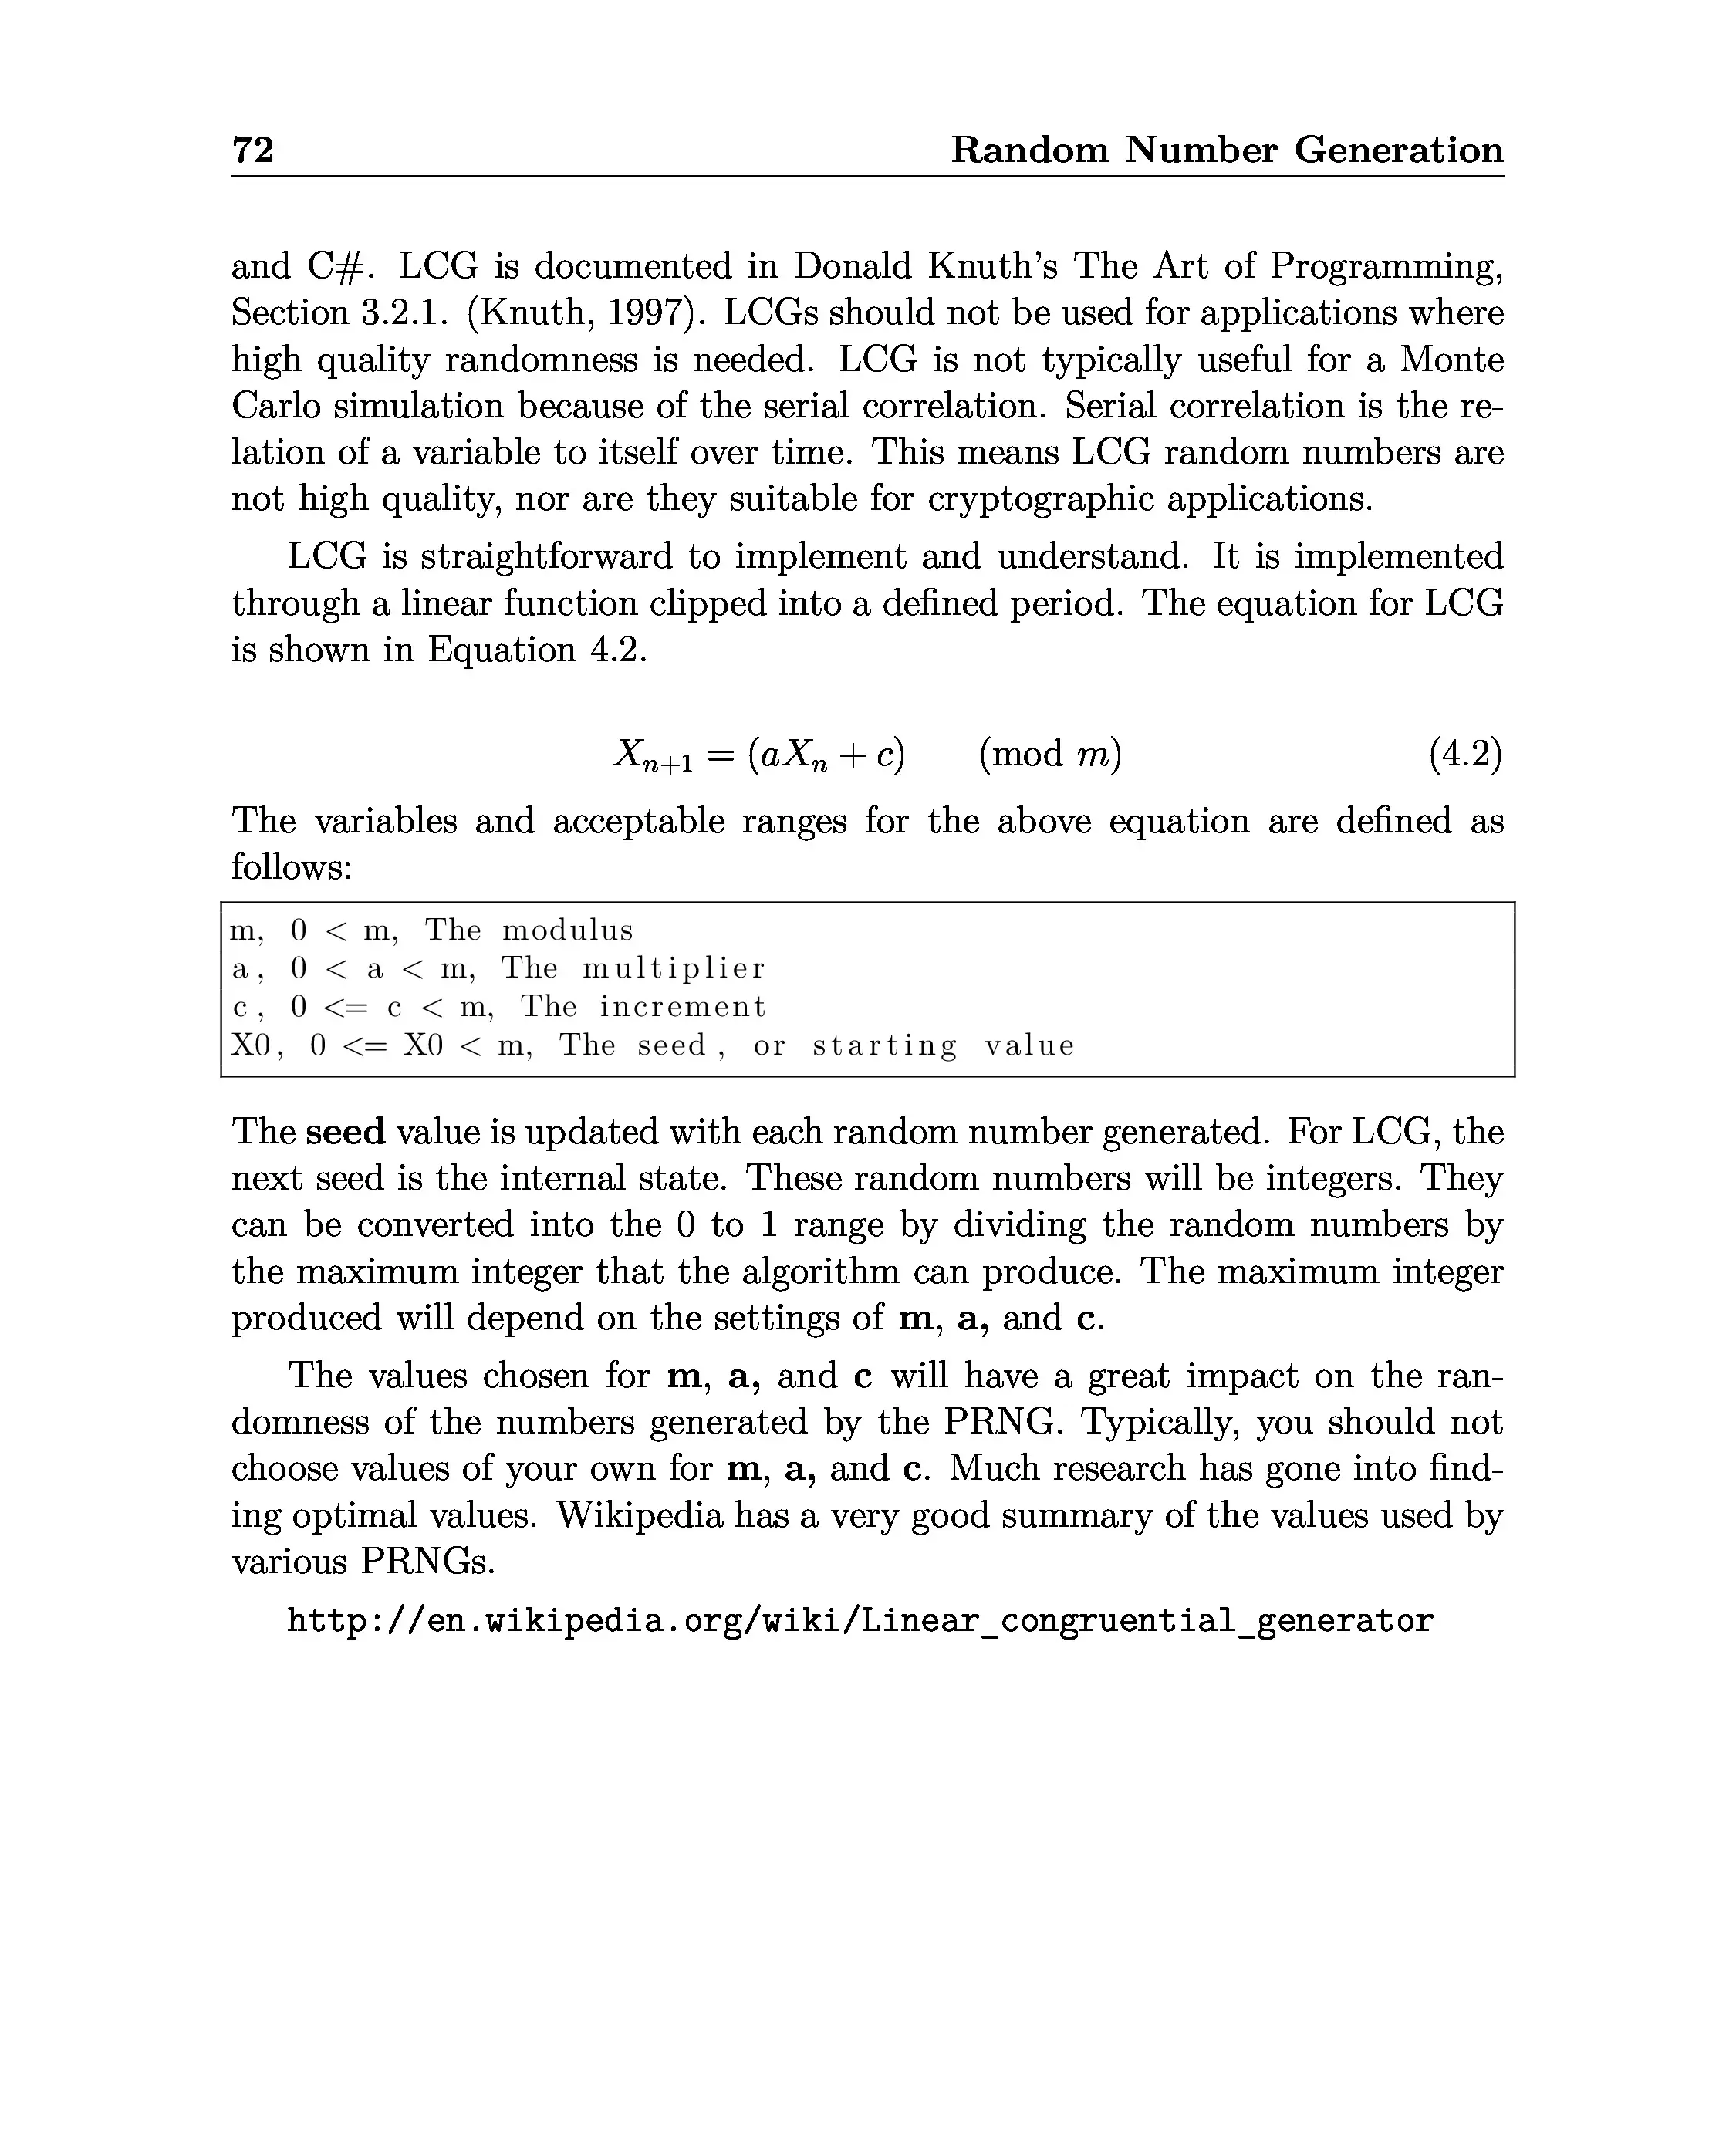 72 Random Number Generation
and C#. LCG is documented in Donald Knuth's The Art of Programming,
Section 3.2.1. (Knuth, 1997). LCGs should not be used for applications where
high quality randomness is needed. LCG is not typically useful for a Monte
Carlo simulation because of the serial correlation. Serial correlation is the re-
lation of a variable to itself over time. This means LCG random numbers are
not high quality, nor are they suitable for cryptographic applications.
LCG is straightforward to implement and understand. It is implemented
through a linear function clipped into a defined period. The equation for LCG
is shown in Equation 4.2.
Xn+1 = (aXn + c) (mod m) (4.2)
The variables and acceptable ranges for the above equation are defined as
follows:
m, 0 < m, The modulus
a, 0 < a < m, The multiplier
c, 0 <= c < m, The increment
X0, 0 <= X0 < m, The seed, or starting value
The seed value is updated with each random number generated. For LCG, the
next seed is the internal state. These random numbers will be integers. They
can be converted into the 0 to 1 range by dividing the random numbers by
the maximum integer that the algorithm can produce. The maximum integer
produced will depend on the settings of m, a, and c.
The values chosen for m, a, and c will have a great impact on the ran-
domness of the numbers generated by the PRNG. Typically, you should not
choose values of your own for m, a, and c. Much research has gone into find-
ing optimal values. Wikipedia has a very good summary of the values used by
various PRNGs.
http://en.wikipedia.org/wiki/Linear_congruential_generator